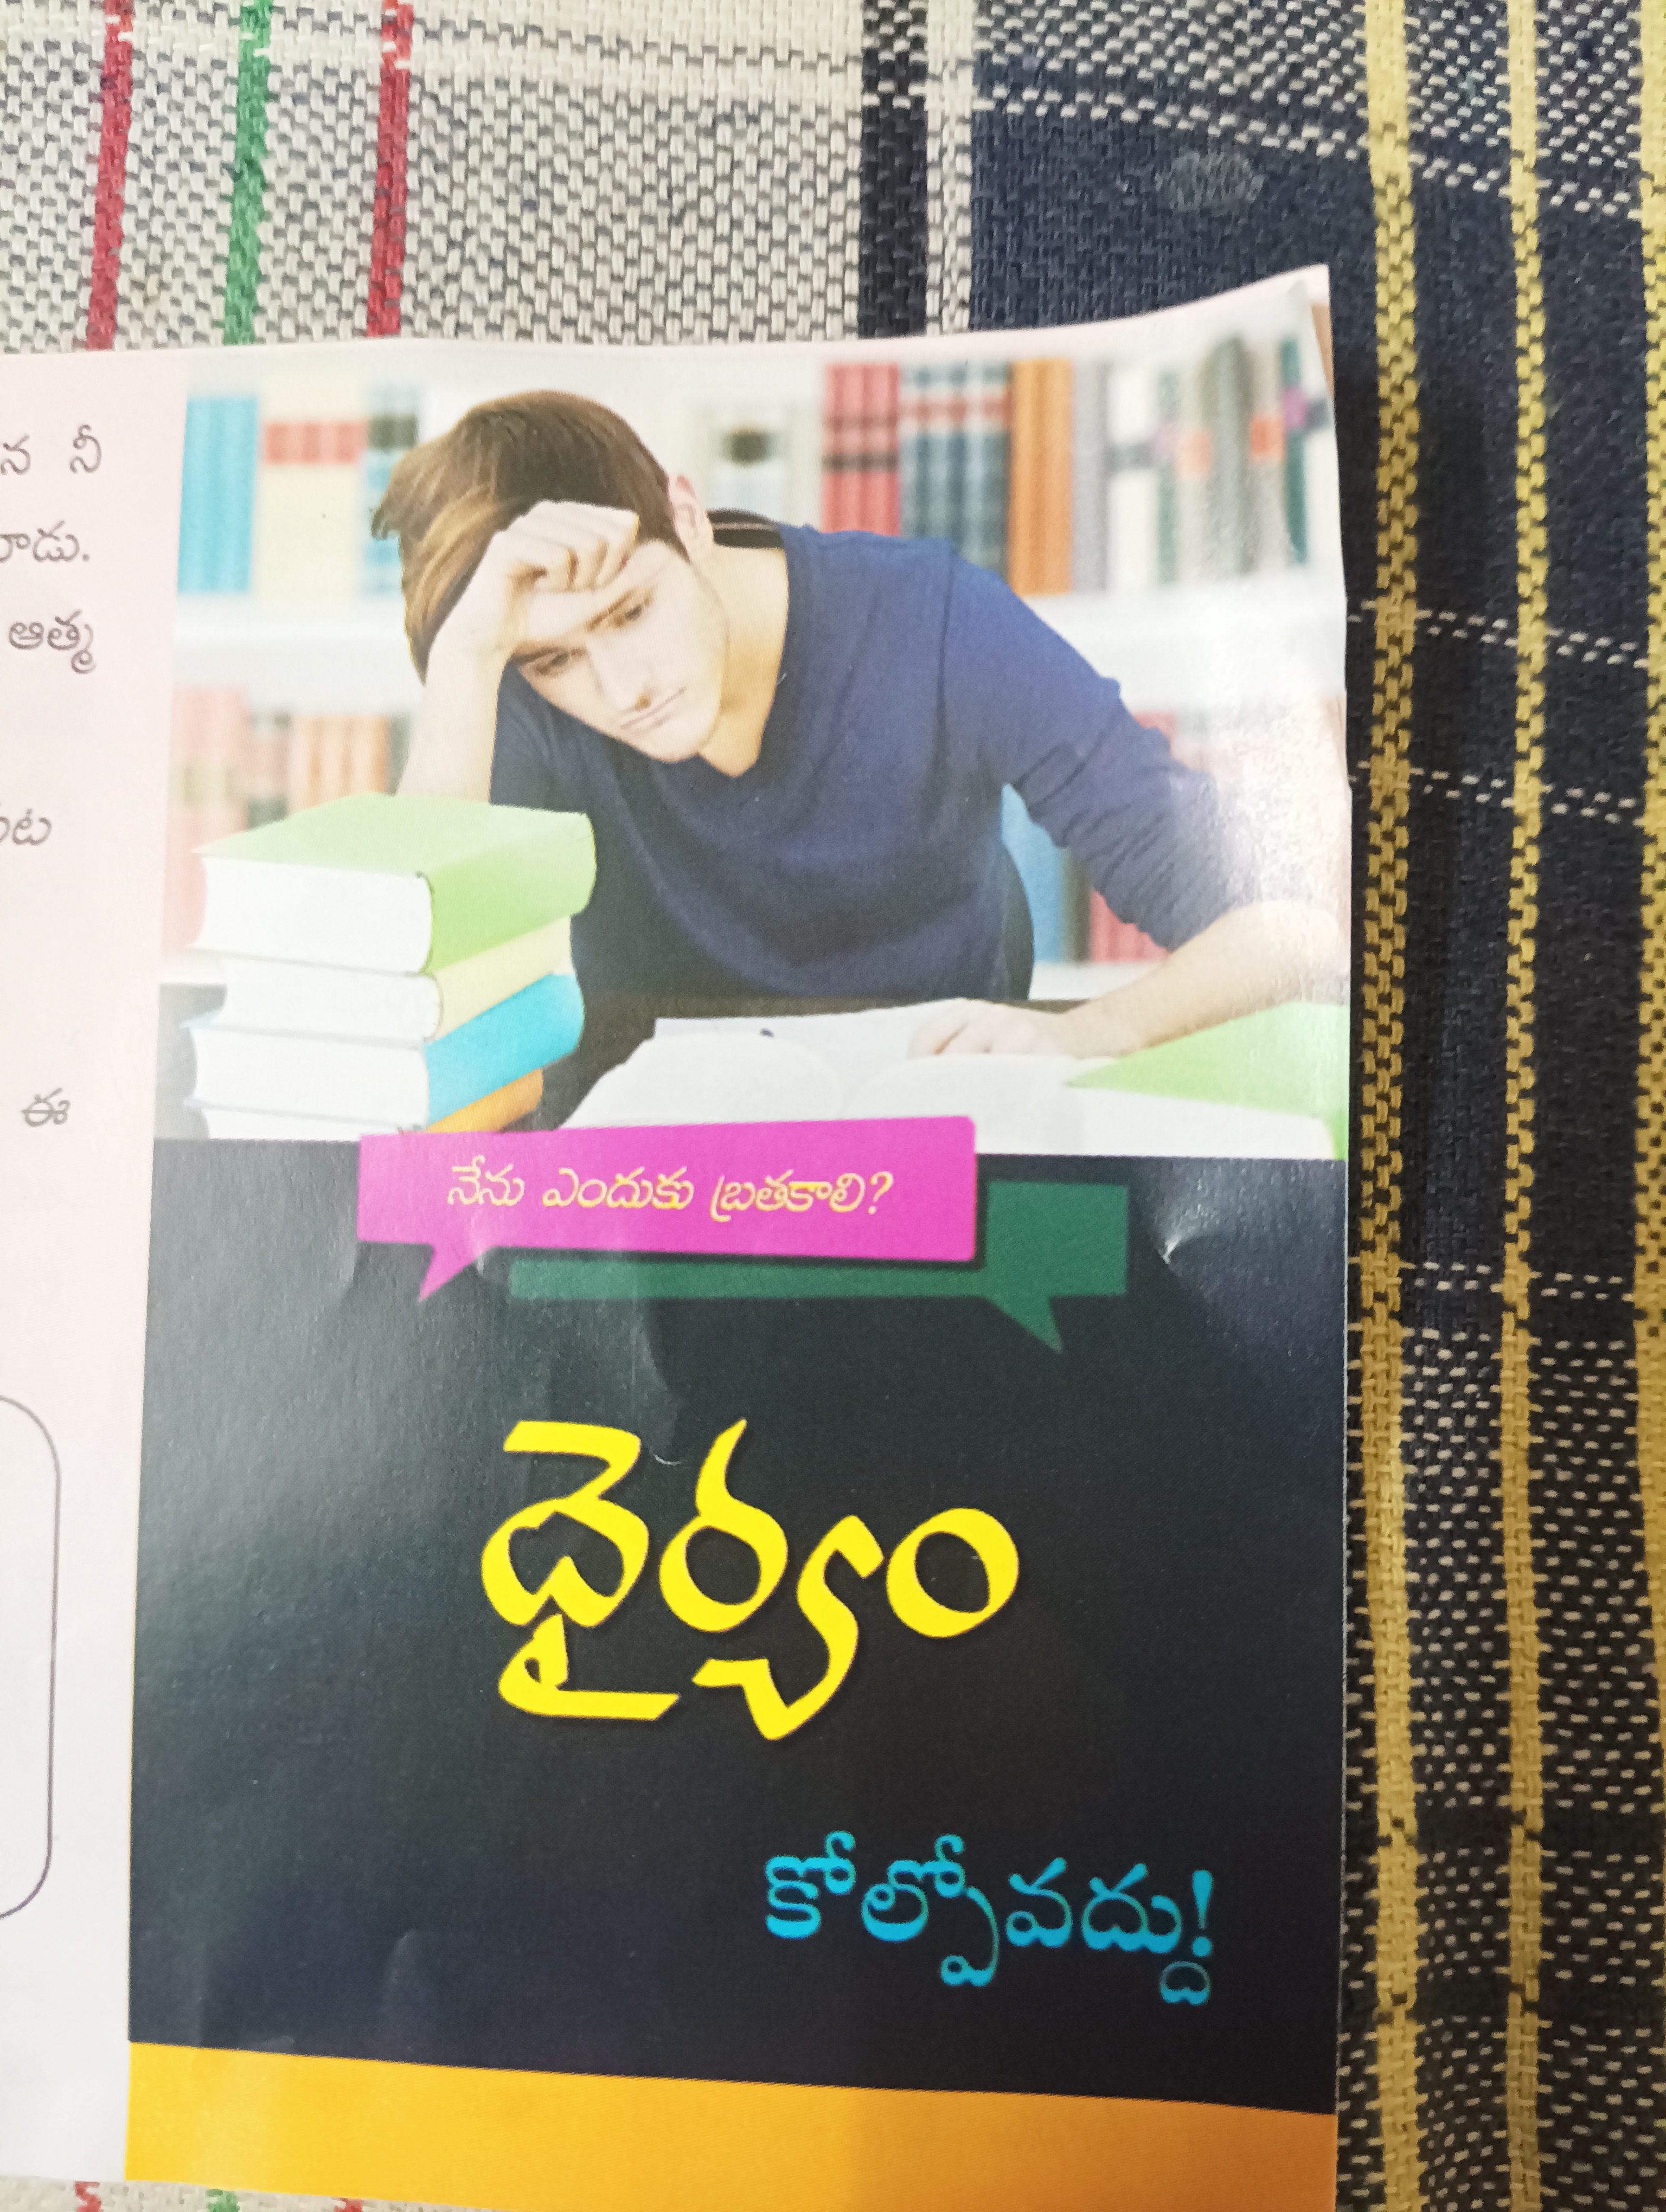 నీ
ఆత్మ
ఈ
నేను ఎందుకు బ్రతకాలి?
ధైర్యం
కోల్పోవద్దు!